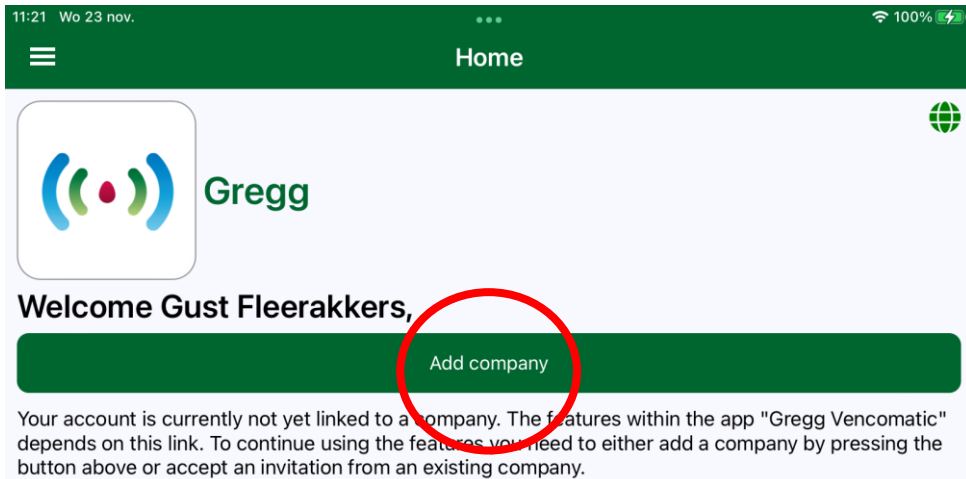 11:21 Wo 23 nov.
100%
Home
Gregg
Welcome Gust Fleerakkers,
Add company
Your account is currently not yet linked to a company. The features within the app "Gregg Vencomatic"
depends on this link. To continue using the features you need to either add a company by pressing the
button above or accept an invitation from an existing company.